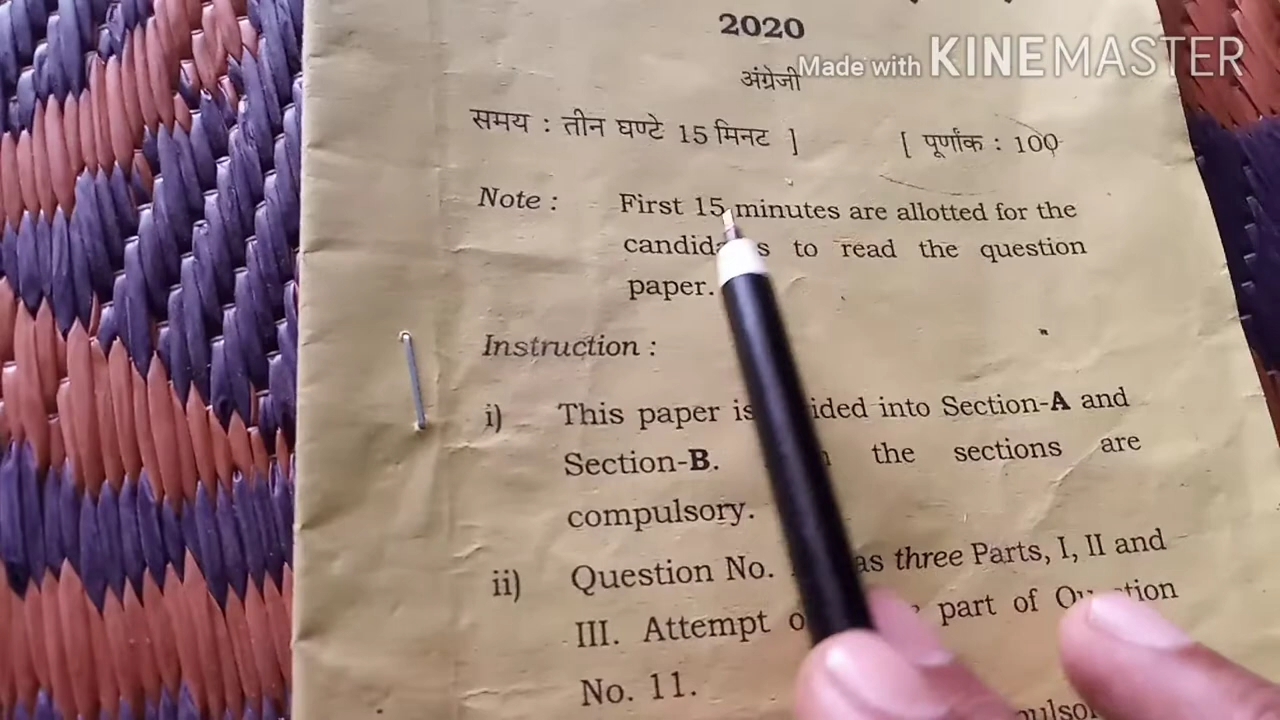 2020
Made with KINEMASTER
अंग्रेजी
समय : तीन घण्टे 15 मिनट ] [ पूर्णांक : 100
Note : First 15 minutes are allotted for the
to read the question
paper.
Instruction :
i) This paper is into Section-A and
Section-B. the sections are
compulsory.
ii) Question No. three Parts, I, II and
III. Attempt part of
No. 11.